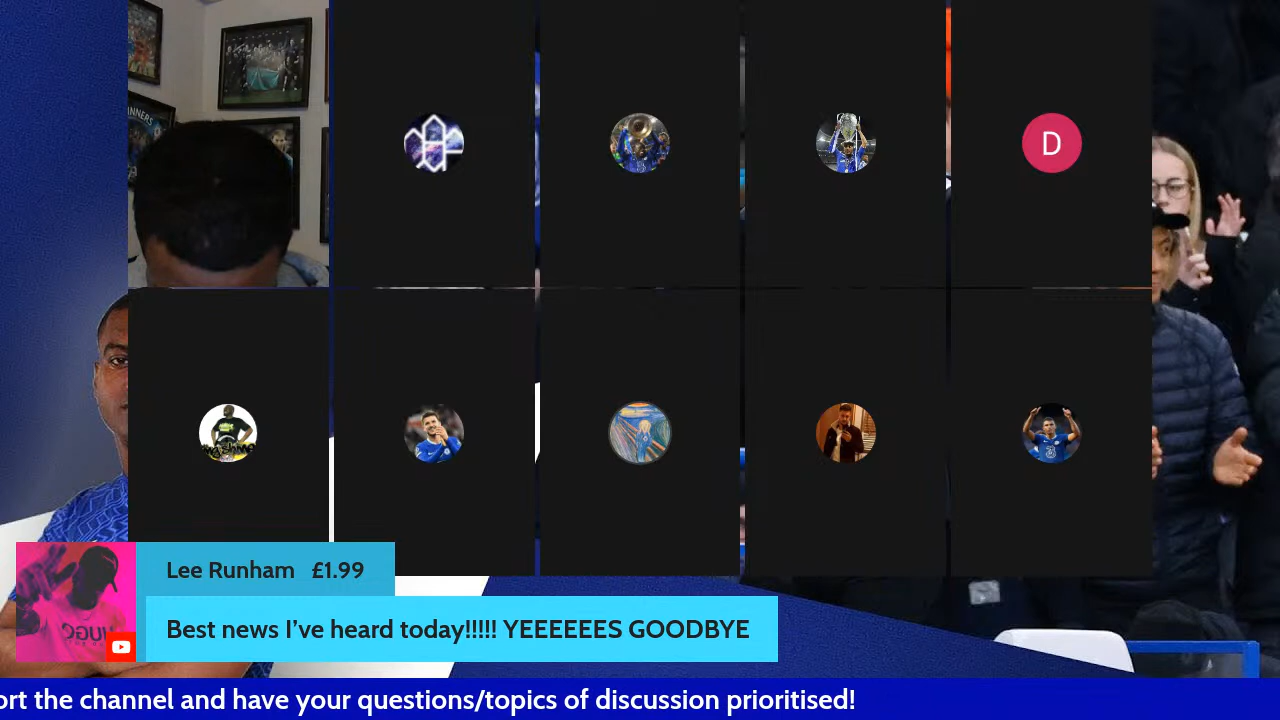 NNERS
D
Lee Runham £1.99
Best news I've heard today!!!!! YEEEEEES GOODBYE
ort the channel and have your questions/topics of discussion prioritised!